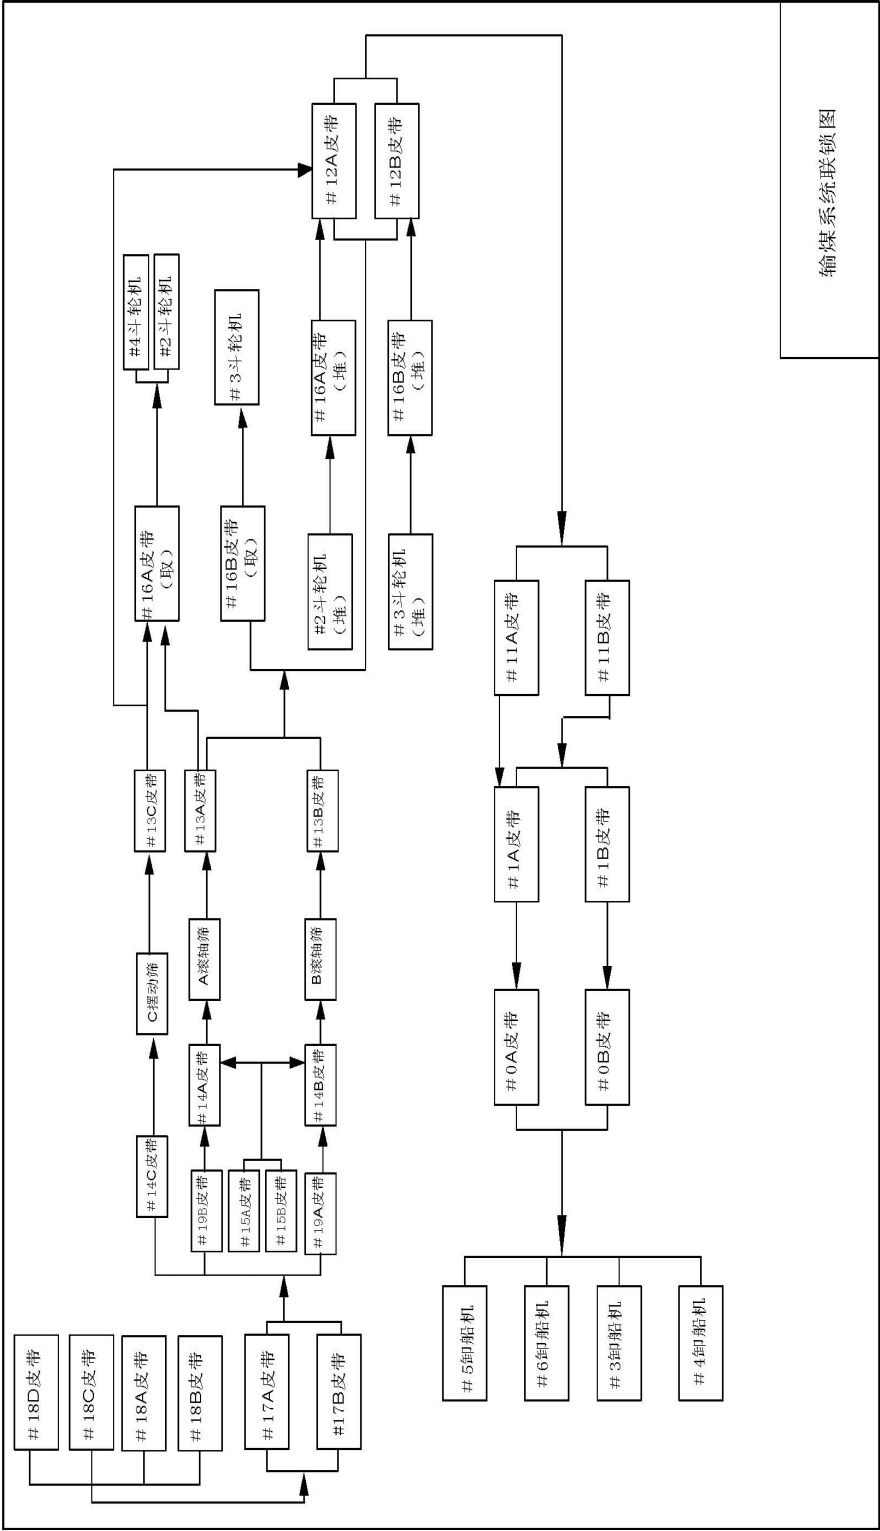 #18D皮带
#18C皮带
#18A皮带
#18B皮带
#17A皮带
#17B皮带
#14C皮带
#19B皮带
#15A皮带
#15B皮带
#19A皮带
#14A皮带
#14B皮带
C摆动筛
A滚轴筛
B滚轴筛
#13C皮带
#13A皮带
#13B皮带
#16A皮带
(取)
#16B皮带
(取)
#2斗轮机
(堆)
#3斗轮机
(堆)
#4斗轮机
#2斗轮机
#3斗轮机
#16A皮带
(堆)
#16B皮带
(堆)
#12A皮带
#12B皮带
#5卸船机
#6卸船机
#3卸船机
#4卸船机
#0A皮带
#0B皮带
#1A皮带
#1B皮带
#11A皮带
#11B皮带
输煤系统联锁图